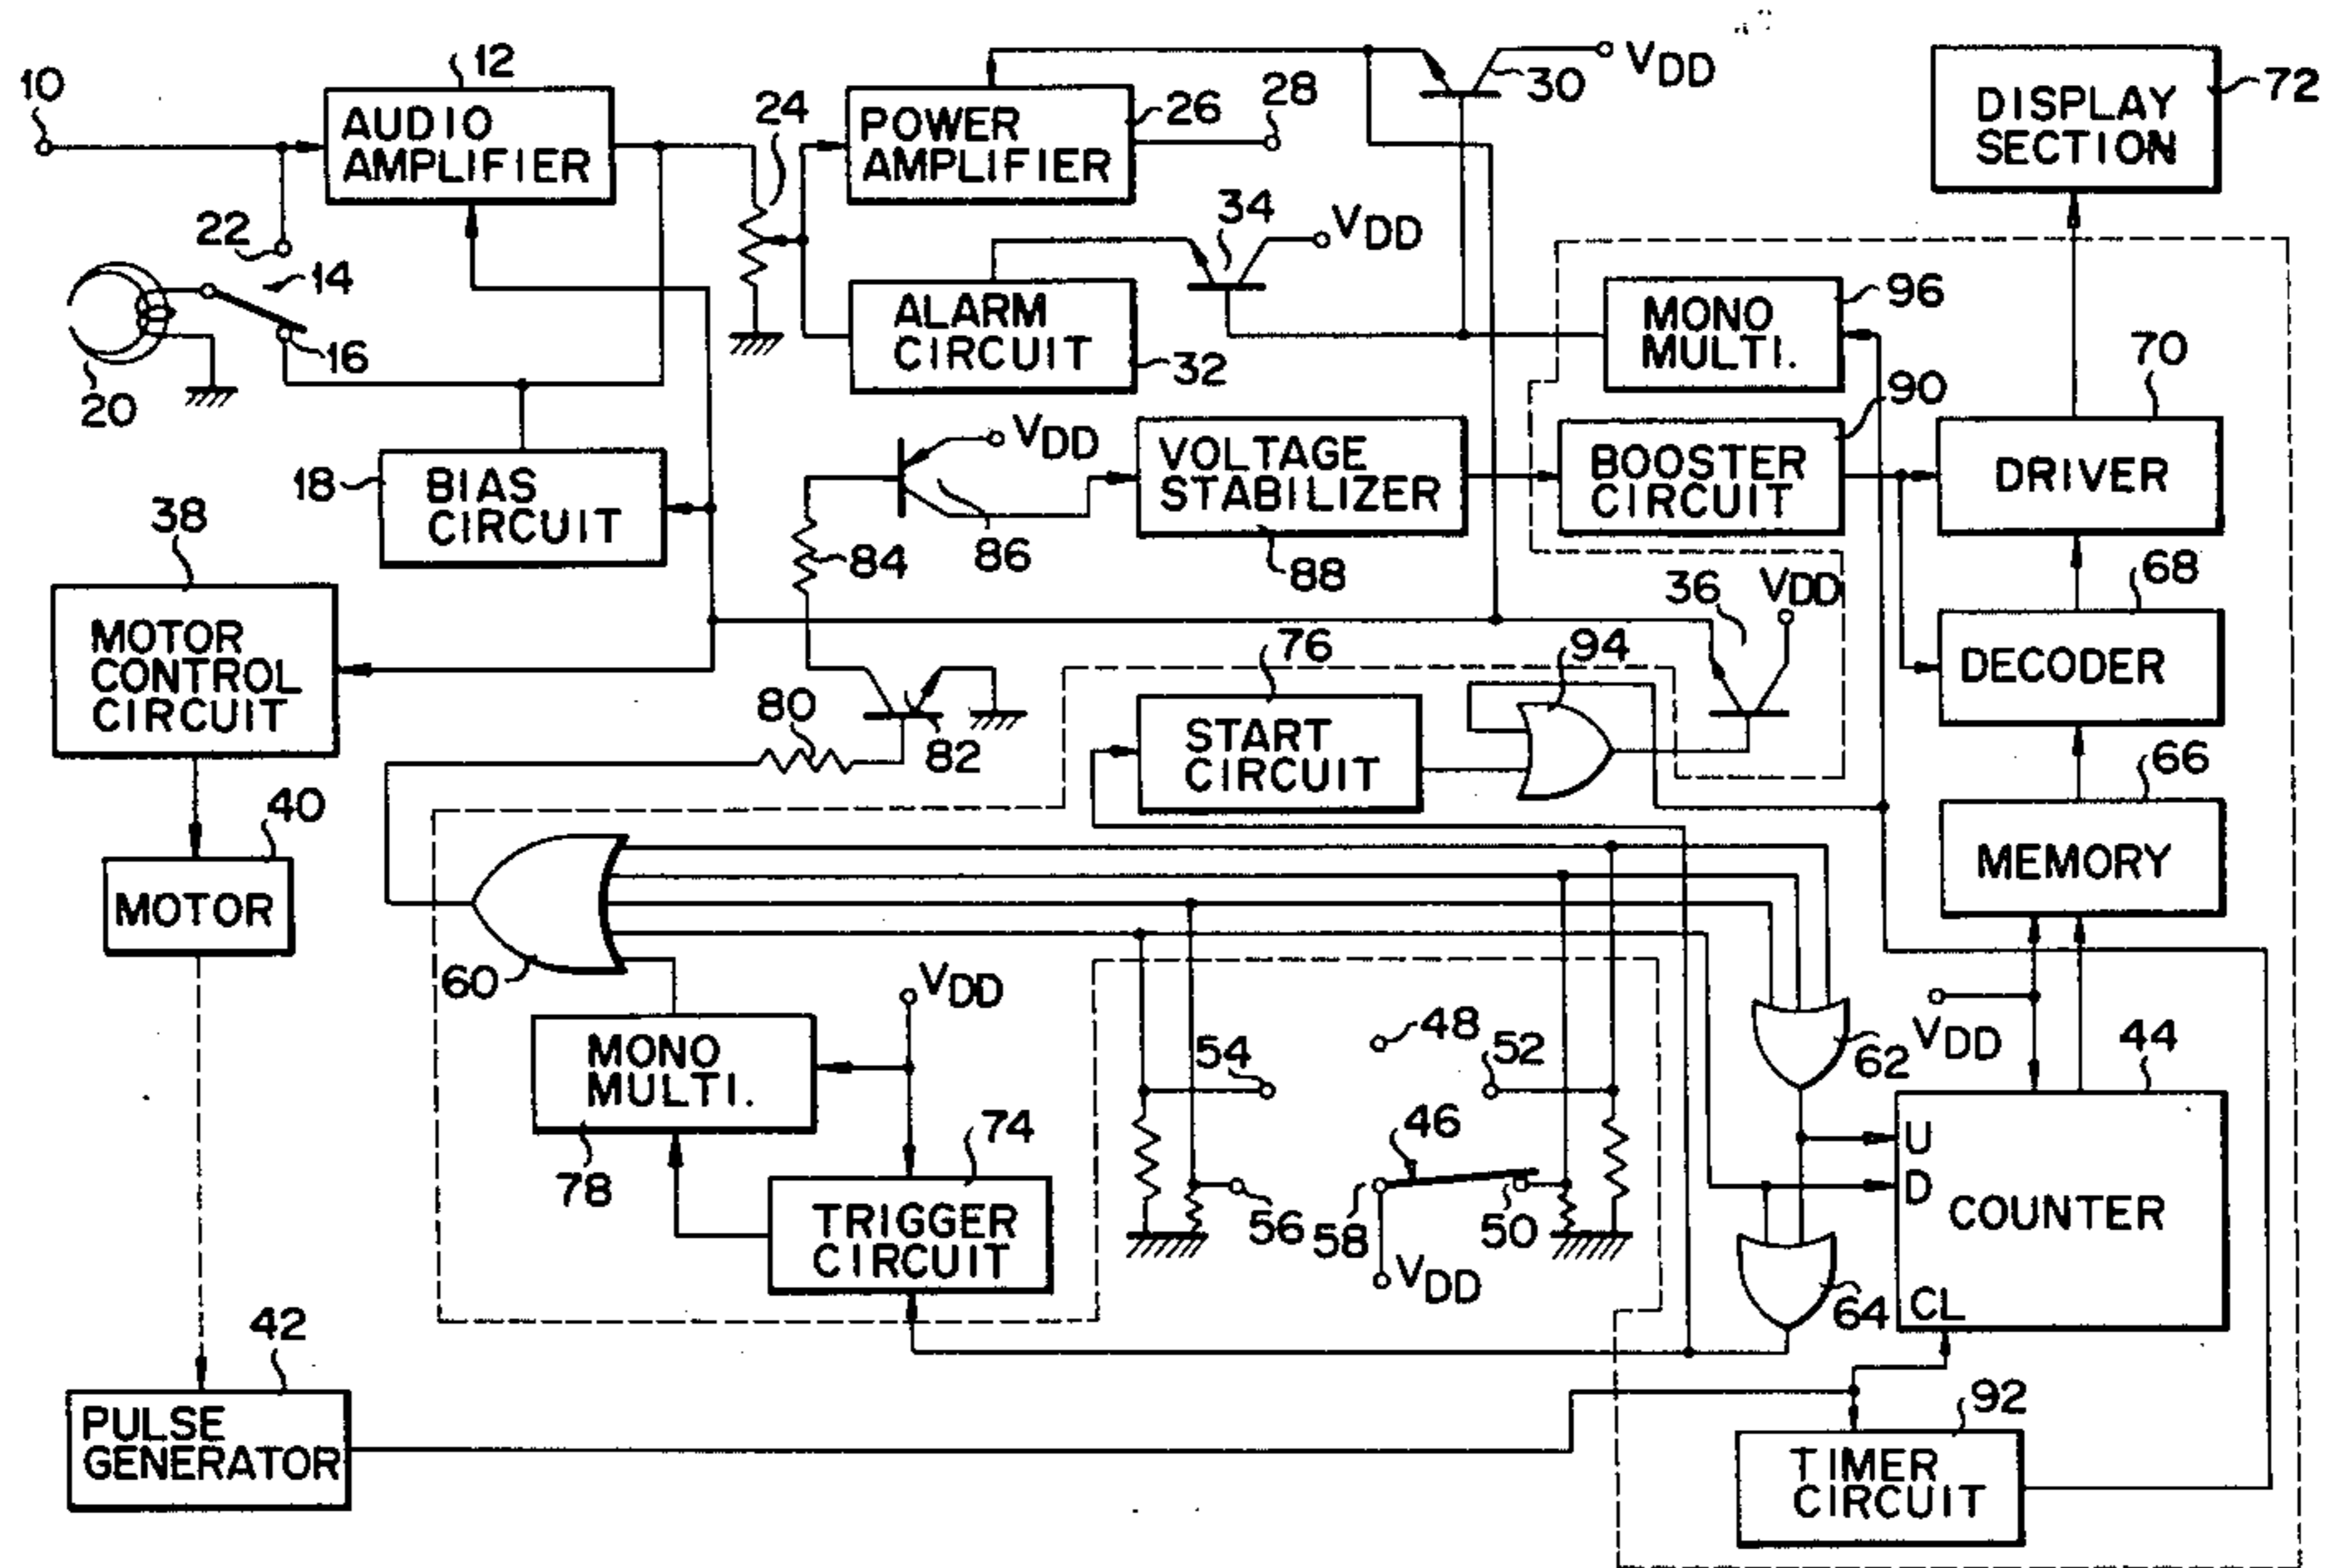 10
12
AUDIO
AMPLIFIER
24
POWER
AMPLIFIER
26
28
30
VDD
DISPLAY
SECTION
72
22
14
16
20
34
VDD
ALARM
CIRCUIT
32
MONO
MULTI.
96
18
BIAS
CIRCUIT
VDD
84
86
VOLTAGE
STABILIZER
88
BOOSTER
CIRCUIT
90
70
DRIVER
38
MOTOR
CONTROL
CIRCUIT
80
82
76
START
CIRCUIT
94
36
VDD
68
DECODER
66
MEMORY
40
MOTOR
60
MONO
MULTI.
78
VDD
74
TRIGGER
CIRCUIT
54
48
52
46
56
58
50
VDD
62
64
VDD
44
U
D
COUNTER
CL
42
PULSE
GENERATOR
92
TIMER
CIRCUIT